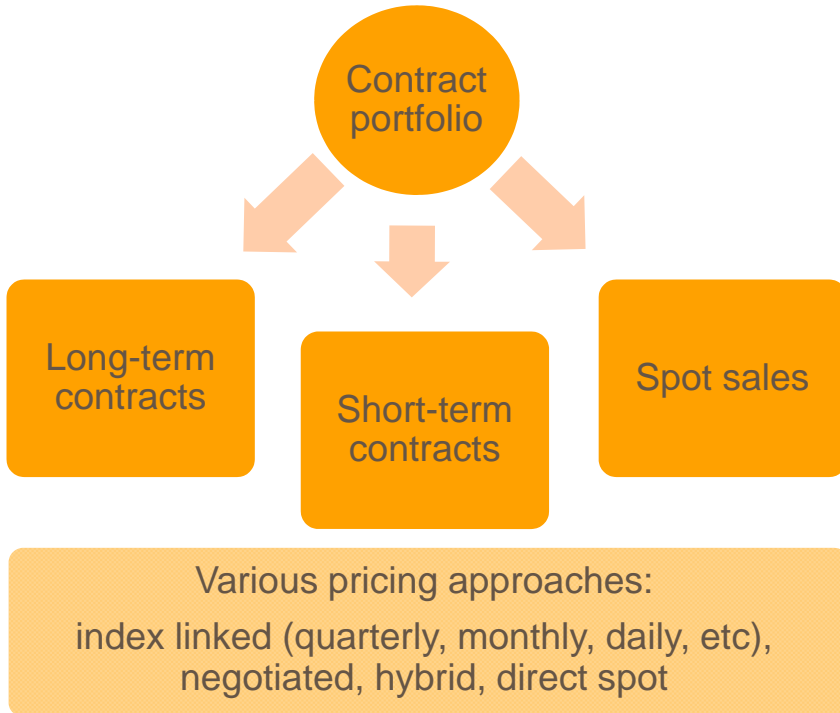 Contract
portfolio
Long-term
contracts
Short-term
contracts
Spot sales
Various pricing approaches:
index linked (quarterly, monthly, daily, etc),
negotiated, hybrid, direct spot